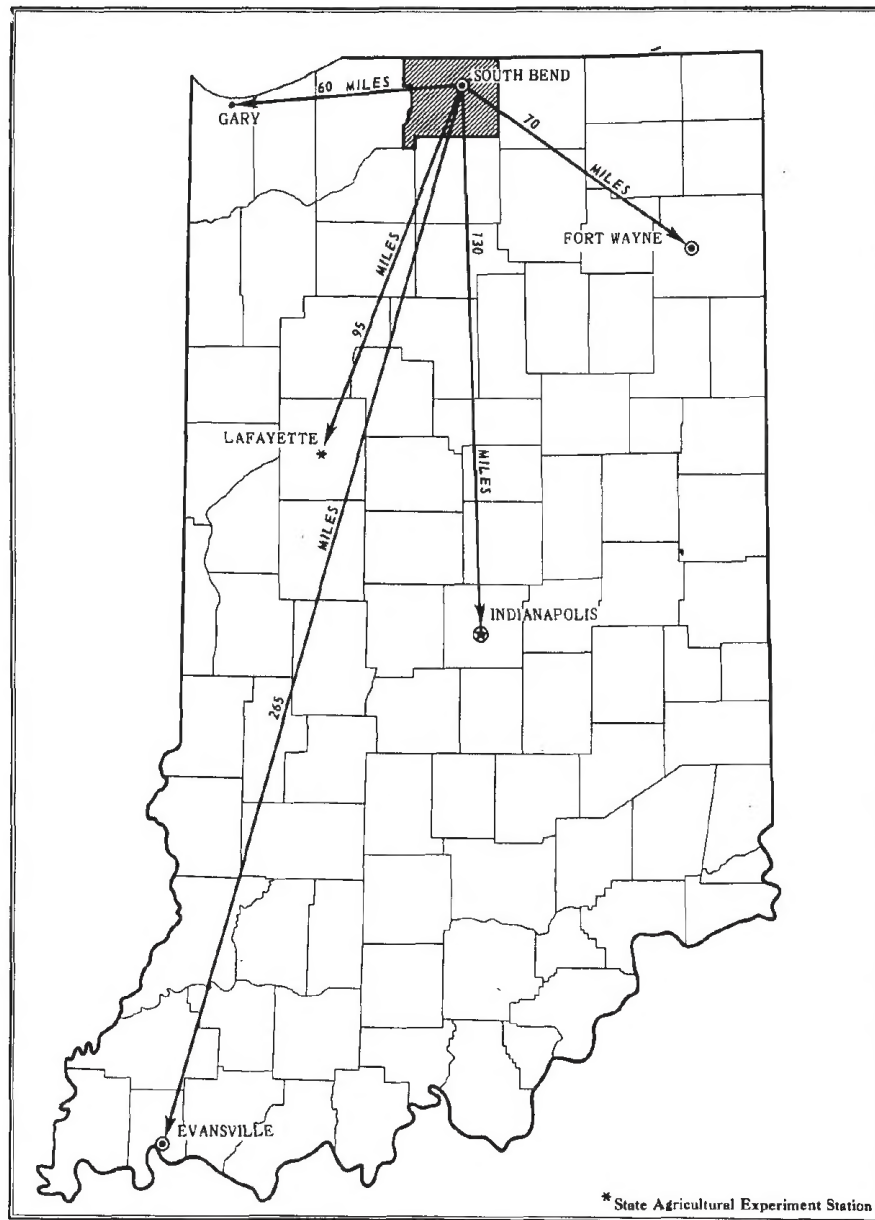 SOUTH BEND
60 MILES
GARY
70 MILES
FORT WAYNE
130 MILES
95 MILES
LAFAYETTE
*
265 MILES
INDIANAPOLIS
EVANSVILLE
* State Agricultural Experiment Station